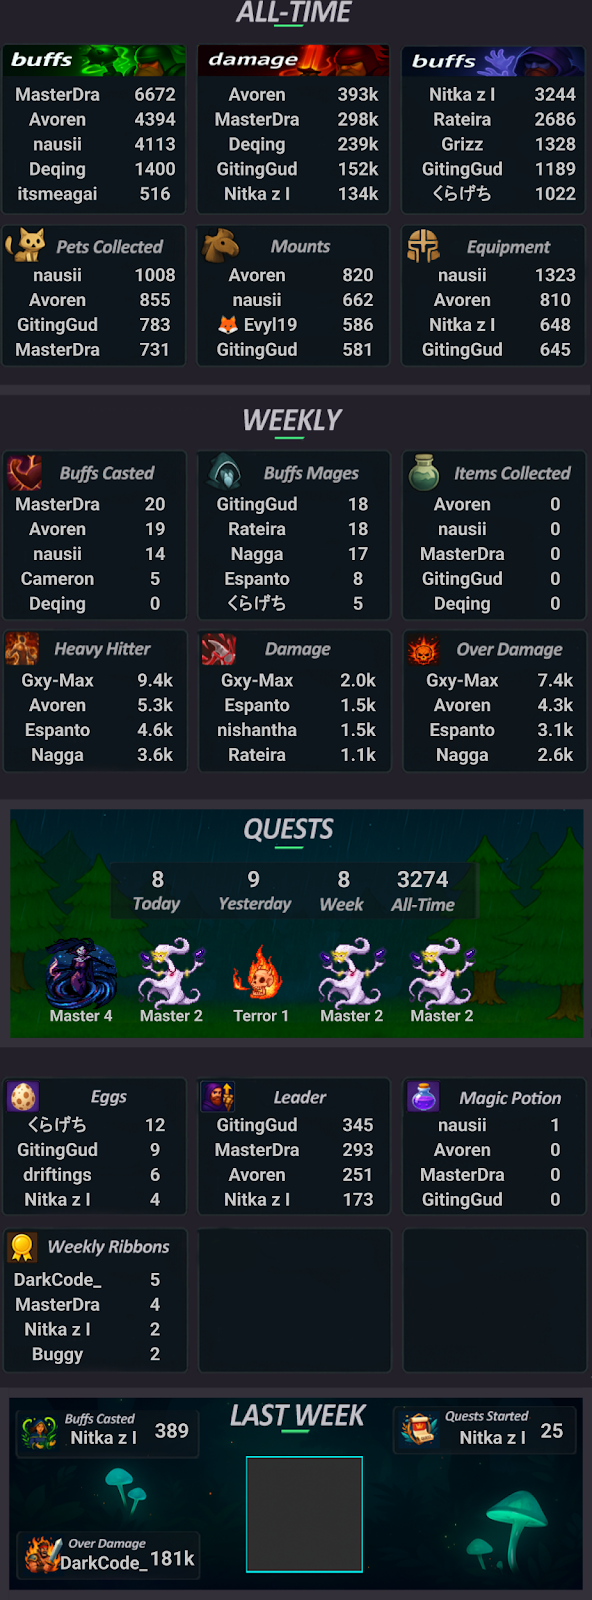 ALL-TIME
buffs
MasterDra 6672
Avoren 4394
nausii 4113
Deqing 1400
itsmeagai 516
damage
Avoren 393k
MasterDra 298k
Deqing 239k
GitingGud 152k
Nitka z l 134k
buffs
Nitka z l 3244
Rateira 2686
Grizz 1328
GitingGud 1189
くらげち 1022
Pets Collected
nausii 1008
Avoren 855
GitingGud 783
MasterDra 731
Mounts
Avoren 820
nausii 662
🦊 Evyl19 586
GitingGud 581
Equipment
nausii 1323
Avoren 810
Nitka z l 648
GitingGud 645
WEEKLY
Buffs Casted
MasterDra 20
Avoren 19
nausii 14
Cameron 5
Deqing 0
Buffs Mages
GitingGud 18
Rateira 18
Nagga 17
Espanto 8
くらげち 5
Items Collected
Avoren 0
nausii 0
MasterDra 0
GitingGud 0
Deqing 0
Heavy Hitter
Gxy-Max 9.4k
Avoren 5.3k
Espanto 4.6k
Nagga 3.6k
Damage
Gxy-Max 2.0k
Espanto 1.5k
nishantha 1.5k
Rateira 1.1k
Over Damage
Gxy-Max 7.4k
Avoren 4.3k
Espanto 3.1k
Nagga 2.6k
QUESTS
8 9 8 3274
Today Yesterday Week All-Time
Master 4 Master 2 Terror 1 Master 2 Master 2
Eggs
くらげち 12
GitingGud 9
driftings 6
Nitka z l 4
Leader
GitingGud 345
MasterDra 293
Avoren 251
Nitka z l 173
Magic Potion
nausii 1
Avoren 0
MasterDra 0
GitingGud 0
Weekly Ribbons
DarkCode_ 5
MasterDra 4
Nitka z l 2
Buggy 2
LAST WEEK
Buffs Casted
Nitka z l 389
Quests Started
Nitka z l 25
Over Damage
DarkCode_ 181k